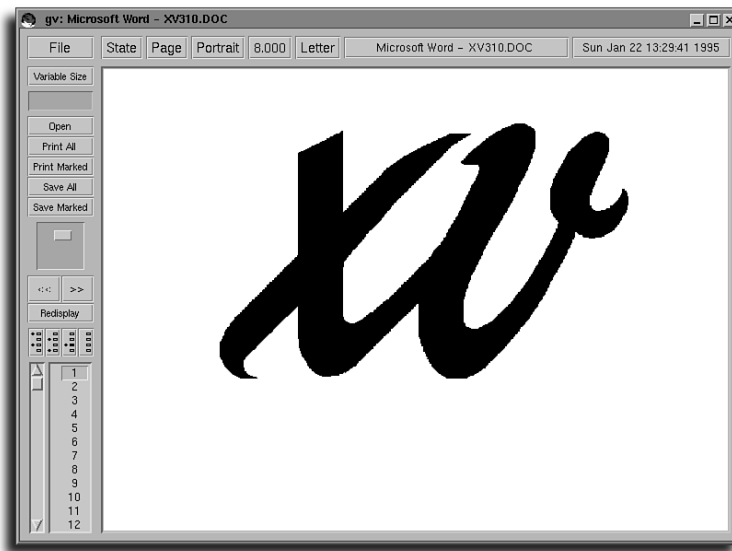 gv: Microsoft Word - XV310.DOC
File State Page Portrait 8.000 Letter Microsoft Word - XV310.DOC Sun Jan 22 13:29:41 1995
Variable Size
Open
Print All
Print Marked
Save All
Save Marked
<< >>
Redisplay
1
2
3
4
5
6
7
8
9
10
11
12
xv